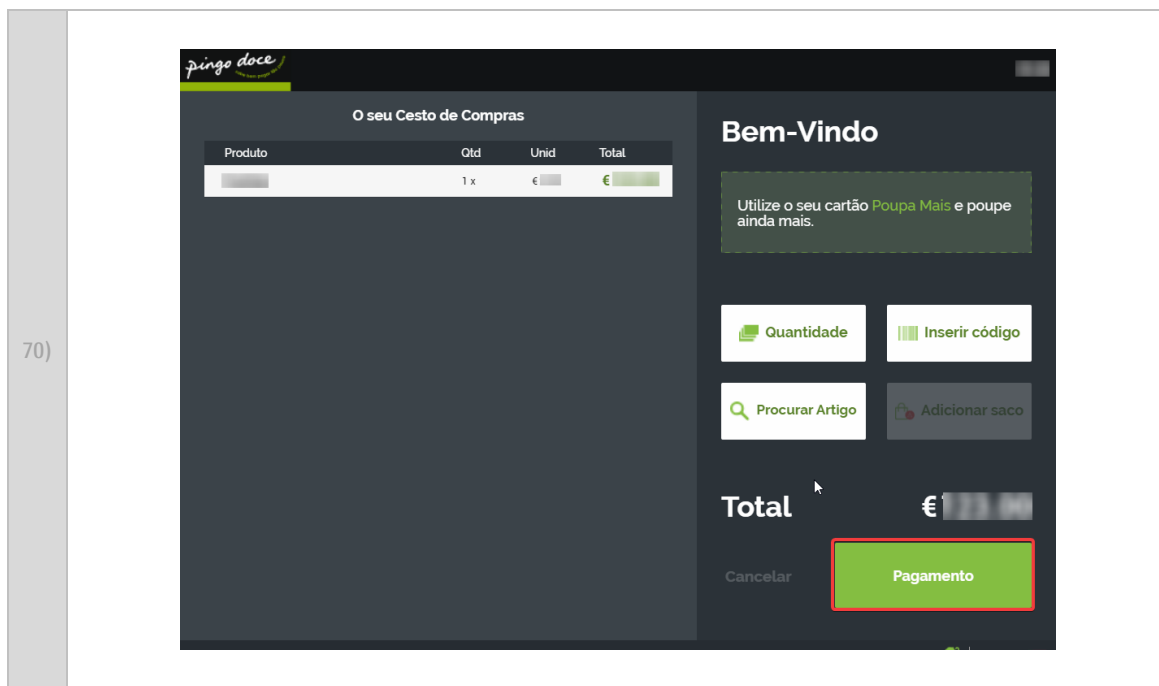 70)
pingo doce
O seu Cesto de Compras
Produto Qtd Unid Total
1 x € €
Bem-Vindo
Utilize o seu cartão Poupa Mais e poupe
ainda mais.
Quantidade
Inserir código
Procurar Artigo
Adicionar saco
Total €
Cancelar
Pagamento